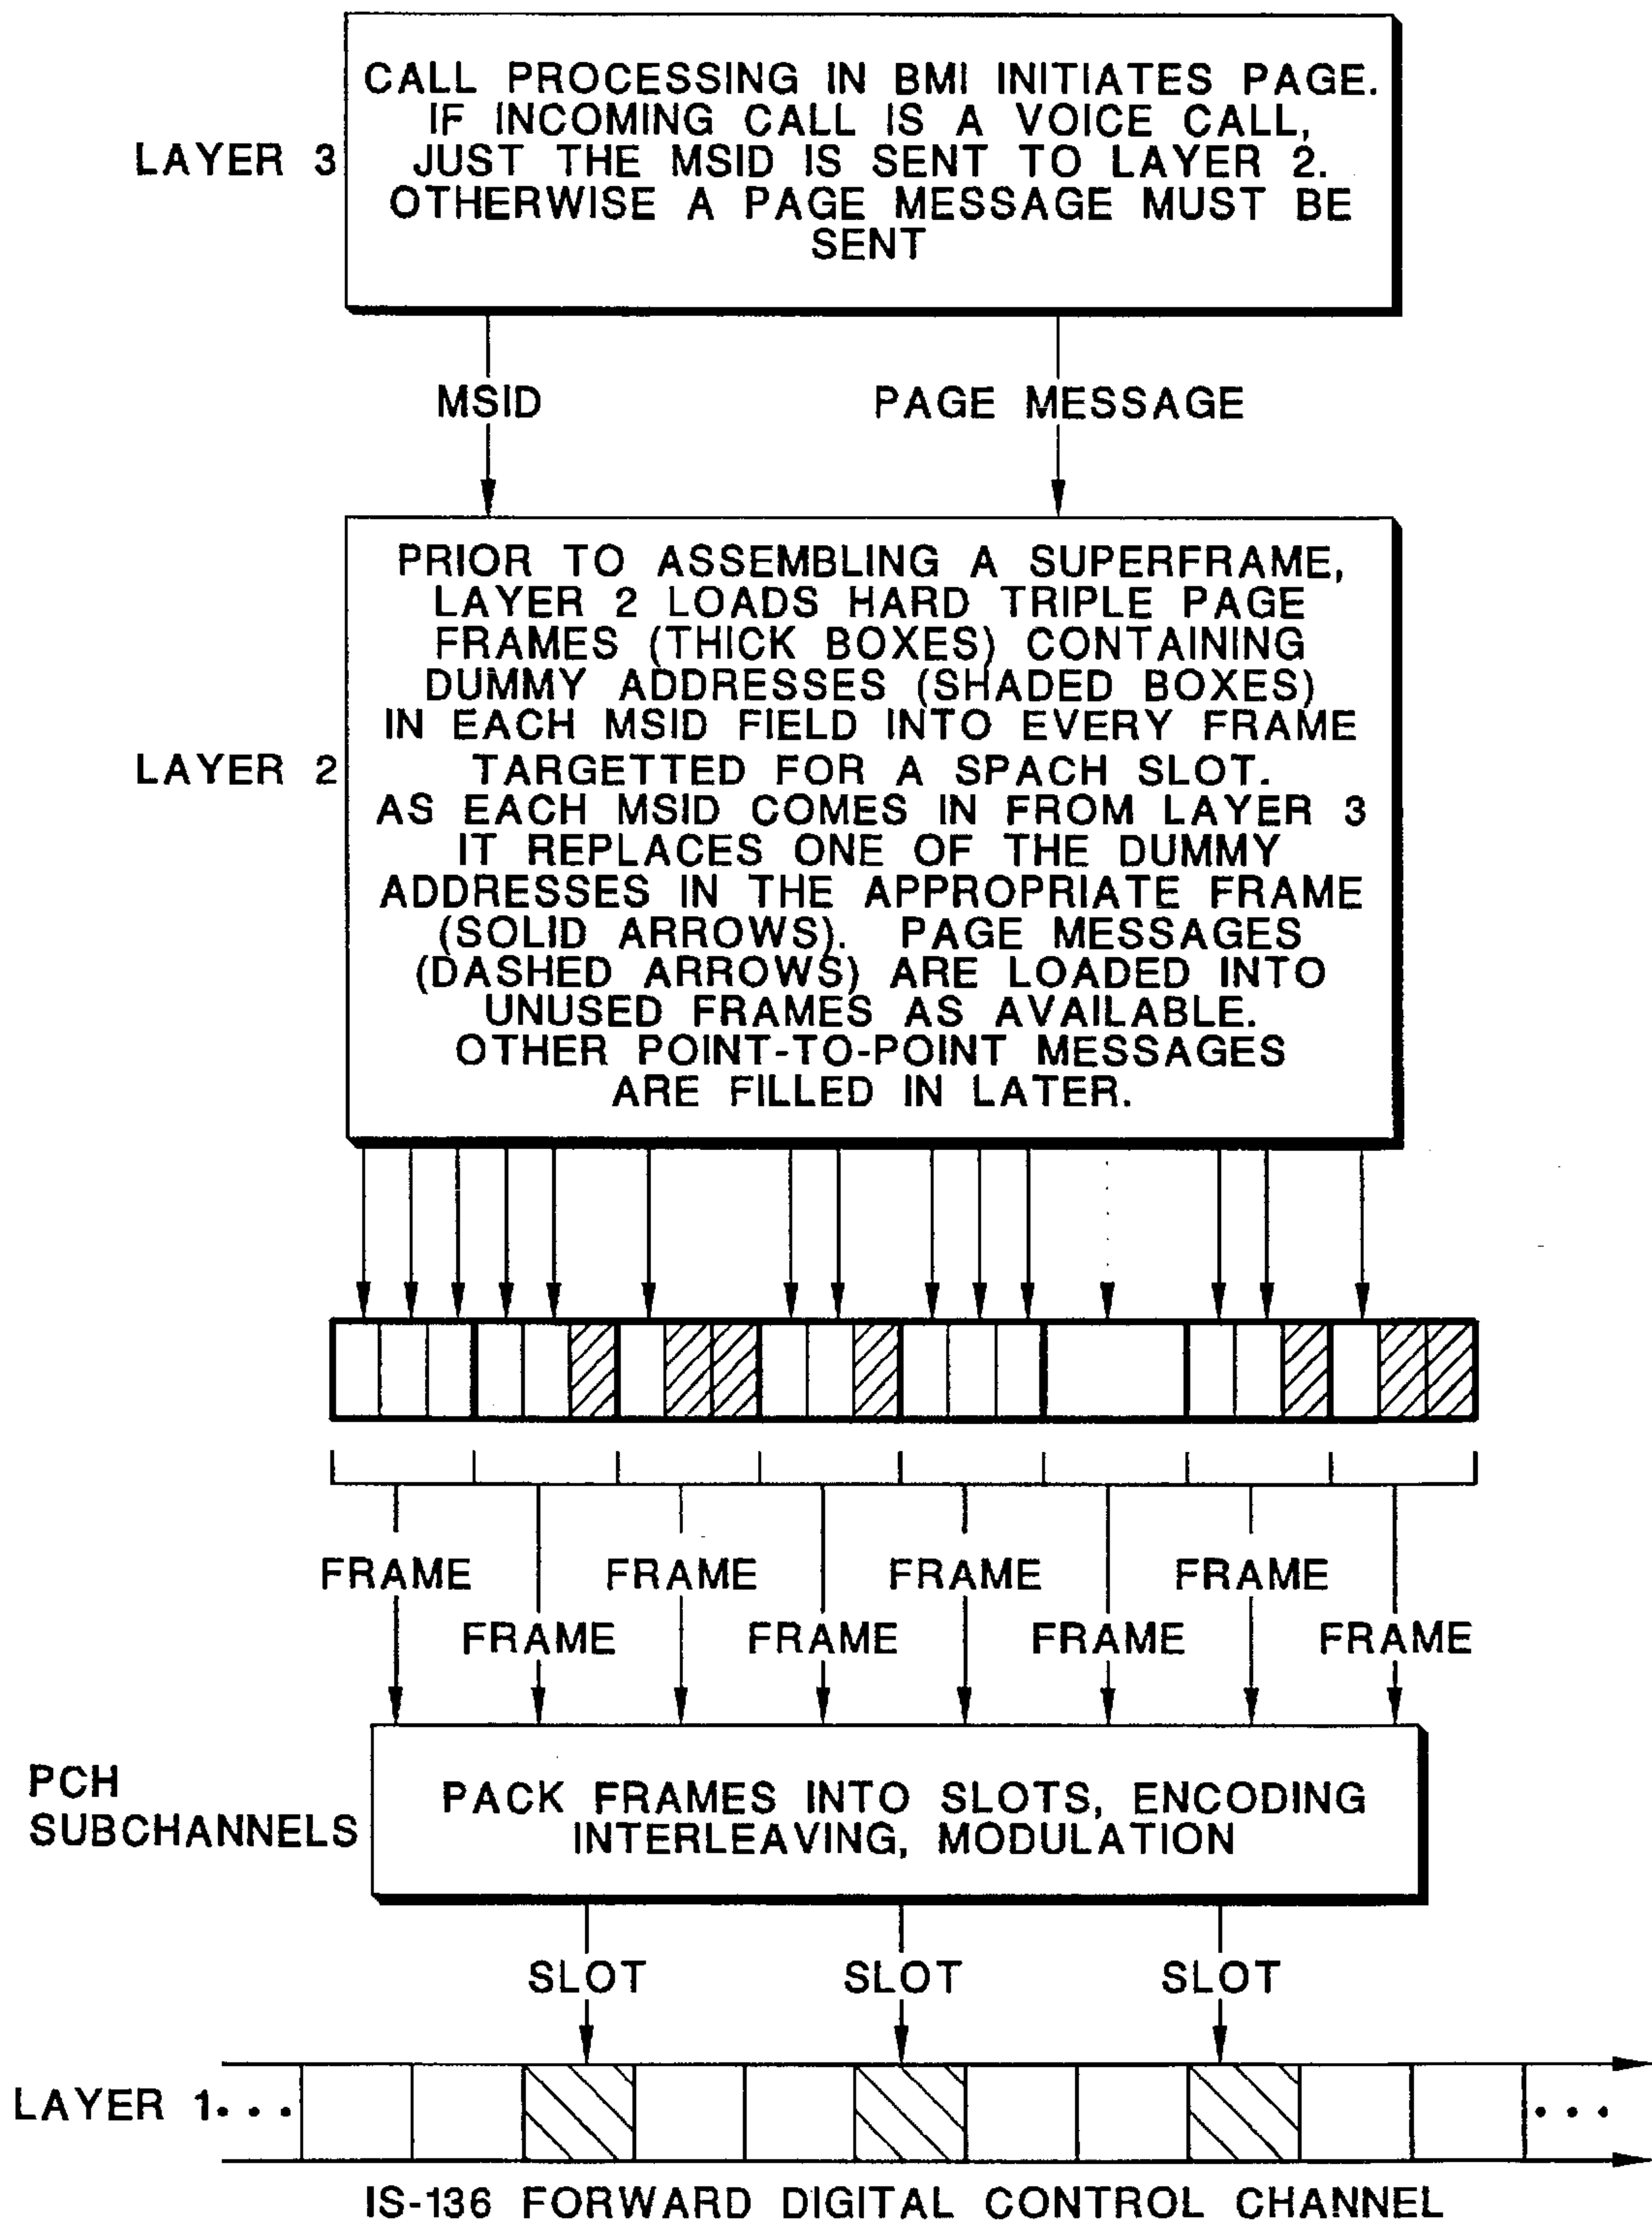 CALL PROCESSING IN BMI INITIATES PAGE.
IF INCOMING CALL IS A VOICE CALL,
LAYER 3
JUST THE MSID IS SENT TO LAYER 2.
OTHERWISE A PAGE MESSAGE MUST BE
SENT
MSID
PAGE MESSAGE
PRIOR TO ASSEMBLING A SUPERFRAME,
LAYER 2 LOADS HARD TRIPLE PAGE
FRAMES (THICK BOXES) CONTAINING
DUMMY ADDRESSES (SHADED BOXES)
IN EACH MSID FIELD INTO EVERY FRAME
LAYER 2
TARGETTED FOR A SPACH SLOT.
AS EACH MSID COMES IN FROM LAYER 3
IT REPLACES ONE OF THE DUMMY
ADDRESSES IN THE APPROPRIATE FRAME
(SOLID ARROWS). PAGE MESSAGES
(DASHED ARROWS) ARE LOADED INTO
UNUSED FRAMES AS AVAILABLE.
OTHER POINT-TO-POINT MESSAGES
ARE FILLED IN LATER.
FRAME
FRAME
FRAME
FRAME
FRAME
FRAME
FRAME
FRAME
PCH
SUBCHANNELS
PACK FRAMES INTO SLOTS, ENCODING
INTERLEAVING, MODULATION
SLOT
SLOT
SLOT
LAYER 1...
...
IS-136 FORWARD DIGITAL CONTROL CHANNEL